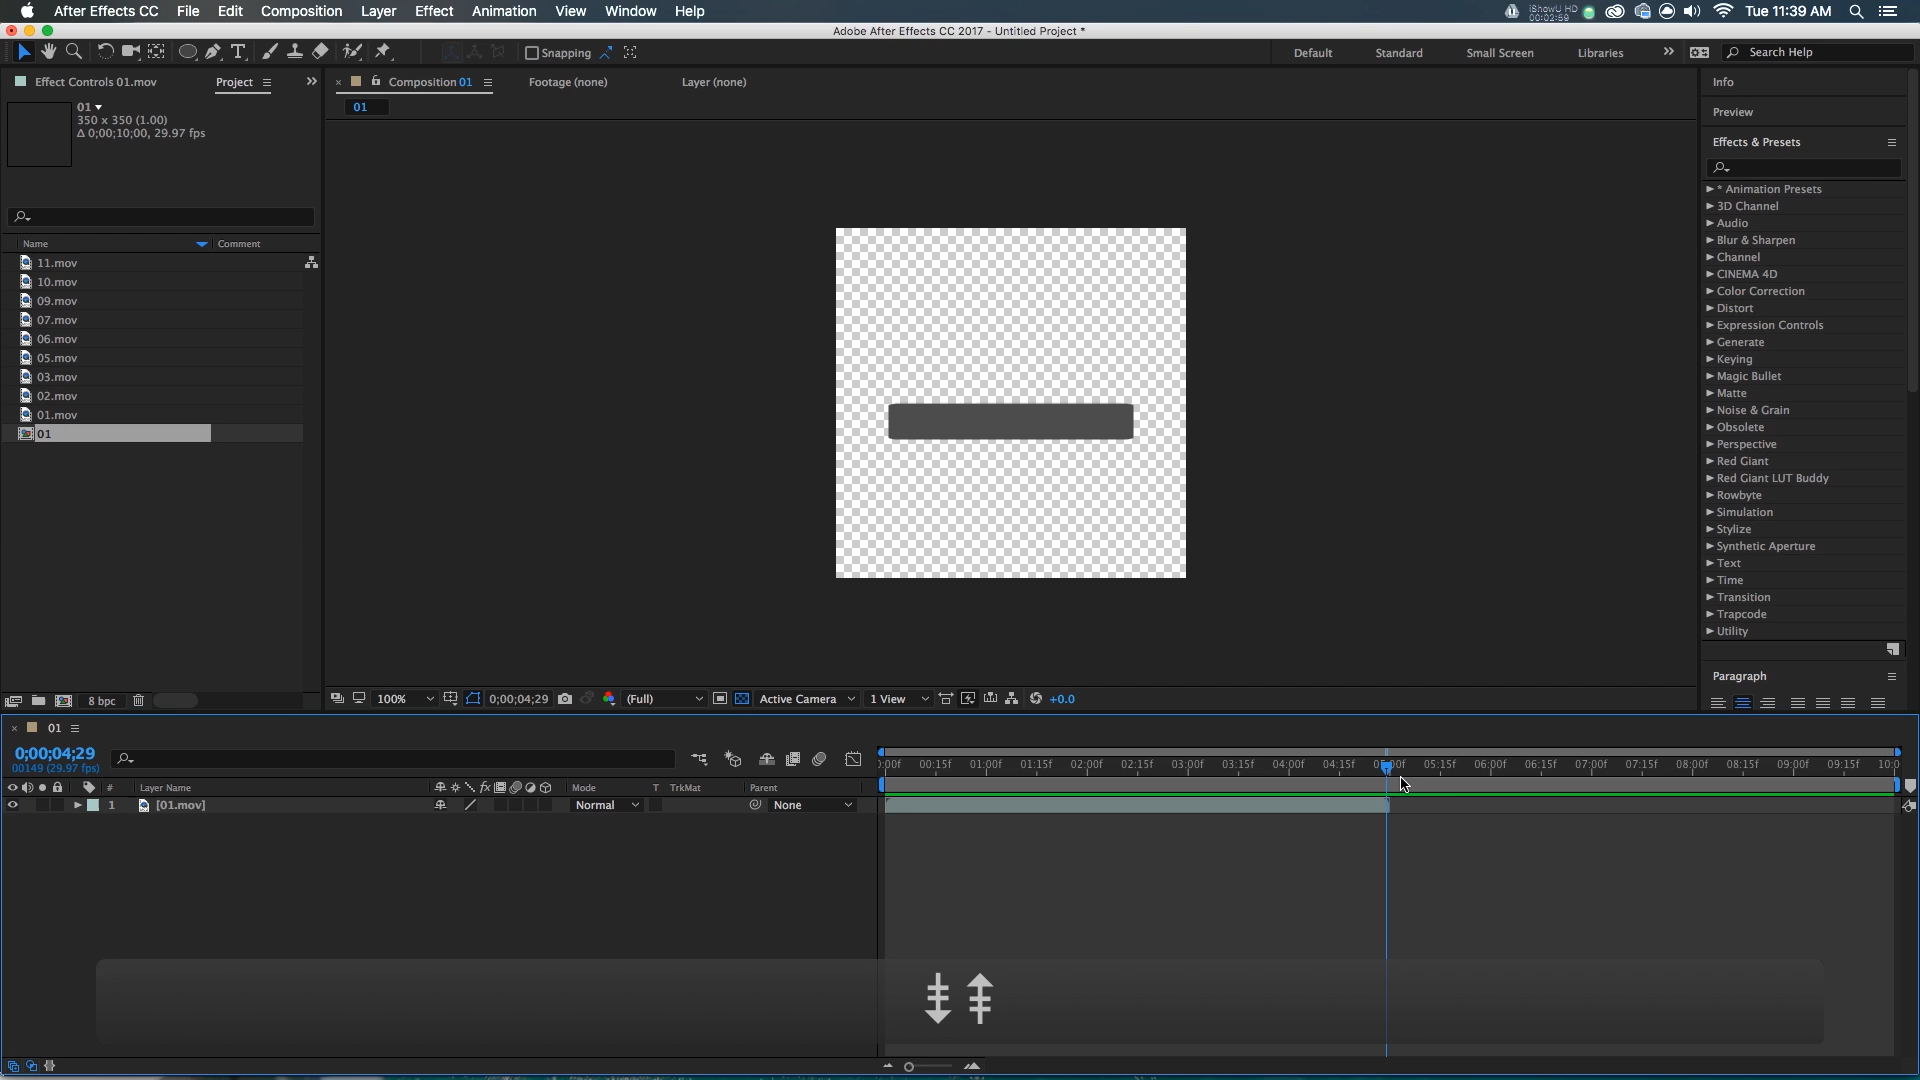 After Effects CC File Edit Composition Layer Effect Animation View Window Help
iShowU HD
00:02:59
Tue 11:39 AM
Adobe After Effects CC 2017 - Untitled Project *
Snapping
Default Standard Small Screen Libraries
Search Help
Effect Controls 01.mov
Project
01
350 x 350 (1.00)
Δ 0;00;10;00, 29.97 fps
Name Comment
11.mov
10.mov
09.mov
07.mov
06.mov
05.mov
03.mov
02.mov
01.mov
01
8 bpc
Composition 01
Footage (none)
Layer (none)
01
100%
0;00;04;29
(Full)
Active Camera
1 View
+0.0
Info
Preview
Effects & Presets
* Animation Presets
3D Channel
Audio
Blur & Sharpen
Channel
CINEMA 4D
Color Correction
Distort
Expression Controls
Generate
Keying
Magic Bullet
Matte
Noise & Grain
Obsolete
Perspective
Red Giant
Red Giant LUT Buddy
Rowbyte
Simulation
Stylize
Synthetic Aperture
Text
Time
Transition
Trapcode
Utility
Paragraph
01
0;00;04;29
00149 (29.97 fps)
# Layer Name Mode T TrkMat Parent
1 [01.mov] Normal None
):00f 00:15f 01:00f 01:15f 02:00f 02:15f 03:00f 03:15f 04:00f 04:15f 05:00f 05:15f 06:00f 06:15f 07:00f 07:15f 08:00f 08:15f 09:00f 09:15f 10:0